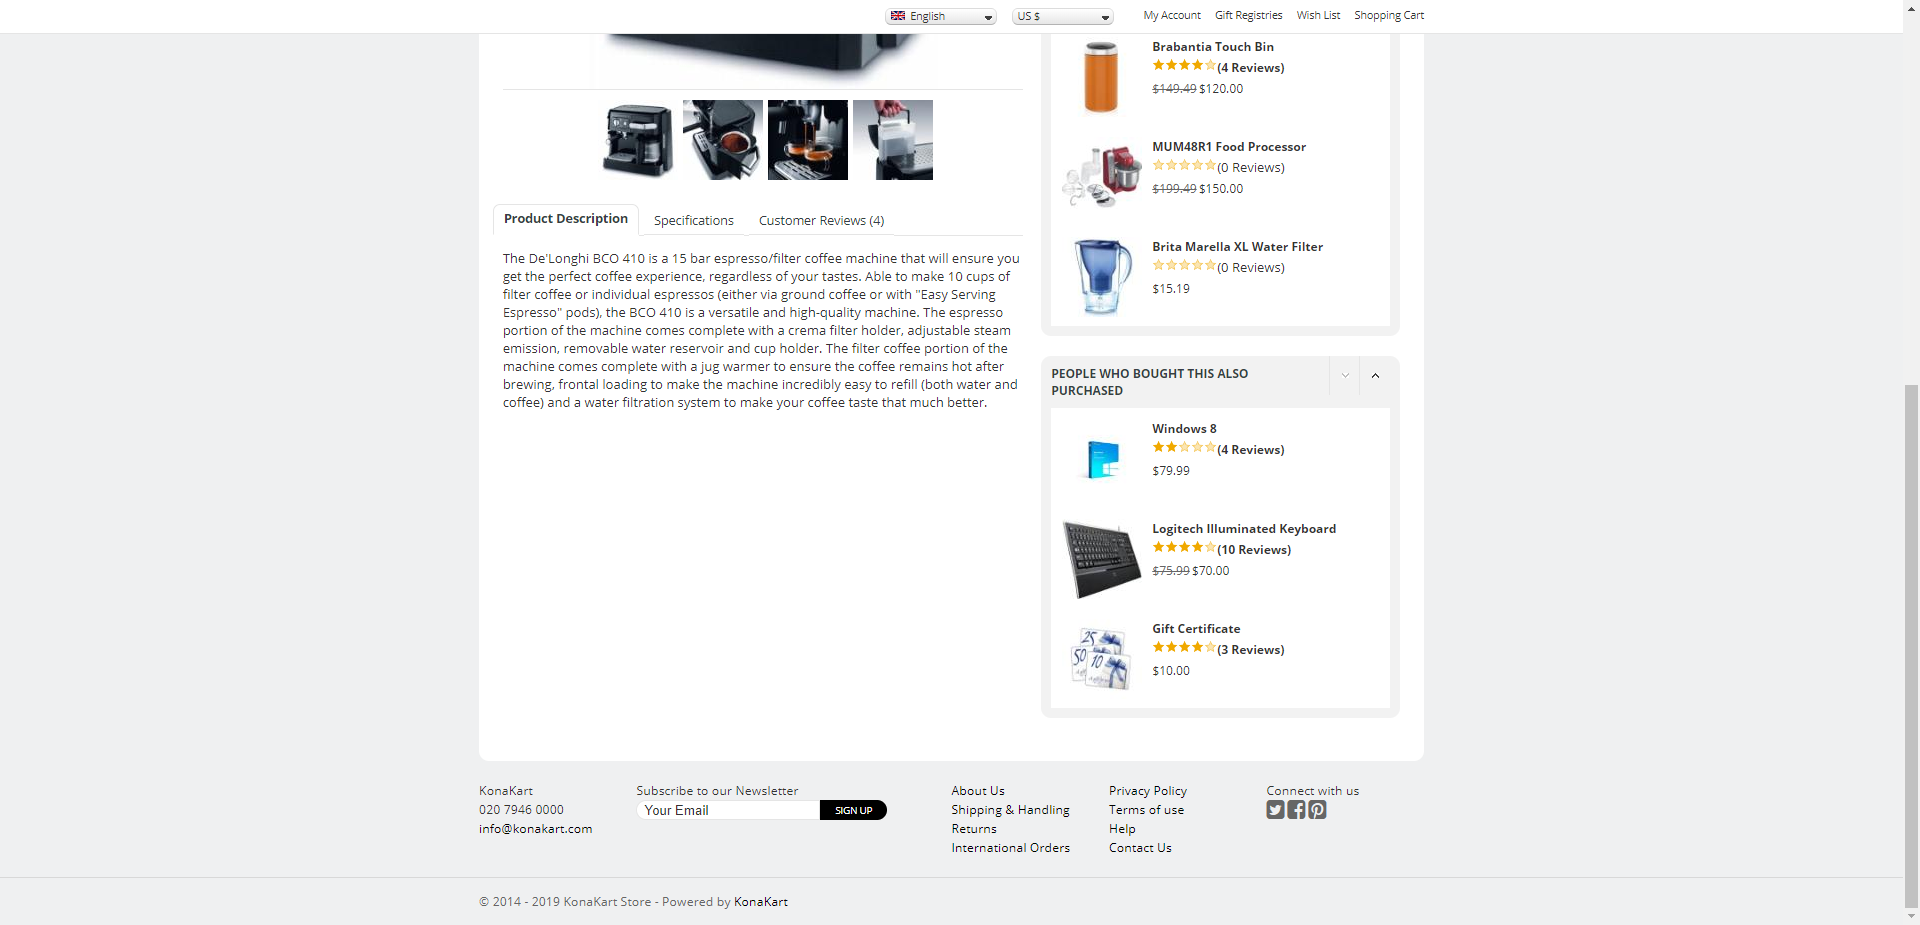 English
US $
My Account
Gift Registries
Wish List
Shopping Cart
Product Description
Specifications
Customer Reviews (4)
The De'Longhi BCO 410 is a 15 bar espresso/filter coffee machine that will ensure you
get the perfect coffee experience, regardless of your tastes. Able to make 10 cups of
filter coffee or individual espressos (either via ground coffee or with "Easy Serving
Espresso" pods), the BCO 410 is a versatile and high-quality machine. The espresso
portion of the machine comes complete with a crema filter holder, adjustable steam
emission, removable water reservoir and cup holder. The filter coffee portion of the
machine comes complete with a jug warmer to ensure the coffee remains hot after
brewing, frontal loading to make the machine incredibly easy to refill (both water and
coffee) and a water filtration system to make your coffee taste that much better.
Brabantia Touch Bin
(4 Reviews)
$149.49 $120.00
MUM48R1 Food Processor
(0 Reviews)
$199.49 $150.00
Brita Marella XL Water Filter
(0 Reviews)
$15.19
PEOPLE WHO BOUGHT THIS ALSO
PURCHASED
Windows 8
(4 Reviews)
$79.99
Logitech Illuminated Keyboard
(10 Reviews)
$75.99 $70.00
25
50
10
Gift Certificate
(3 Reviews)
$10.00
KonaKart
020 7946 0000
info@konakart.com
Subscribe to our Newsletter
Your Email
SIGN UP
About Us
Shipping & Handling
Returns
International Orders
Privacy Policy
Terms of use
Help
Contact Us
Connect with us
© 2014 - 2019 KonaKart Store - Powered by KonaKart